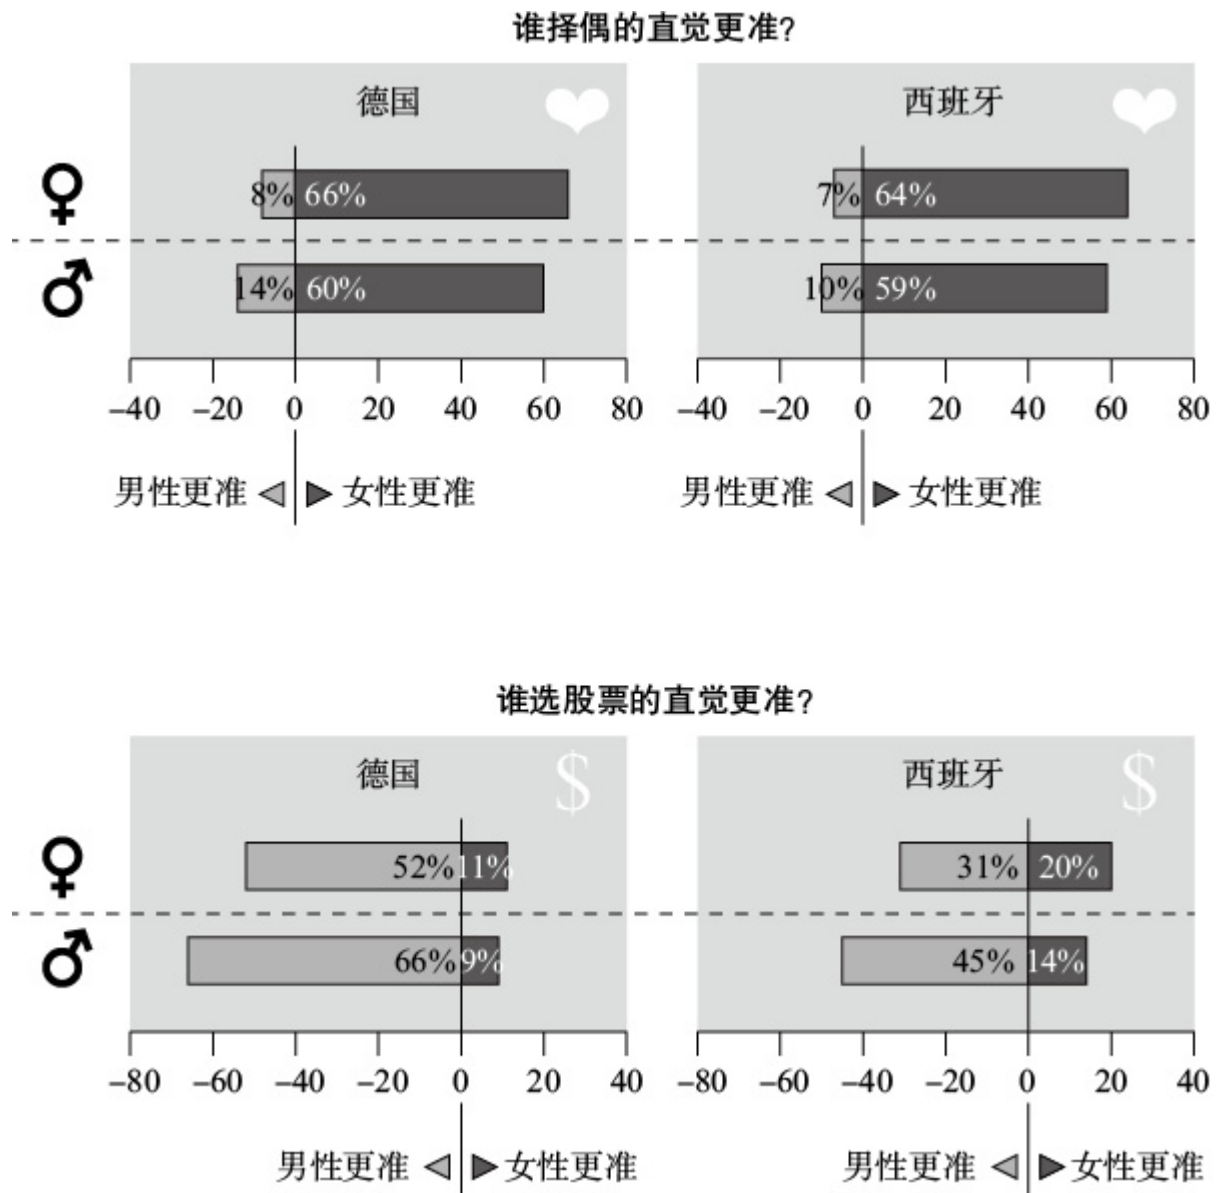 谁择偶的直觉更准?
德国 西班牙
8% 66% 7% 64%
14% 60% 10% 59%
–40 –20 0 20 40 60 80 –40 –20 0 20 40 60 80
男性更准 女性更准 男性更准 女性更准
谁选股票的直觉更准?
德国 $ 西班牙 $
52% 11% 31% 20%
66% 9% 45% 14%
–80 –60 –40 –20 0 20 40 –80 –60 –40 –20 0 20 40
男性更准 女性更准 男性更准 女性更准